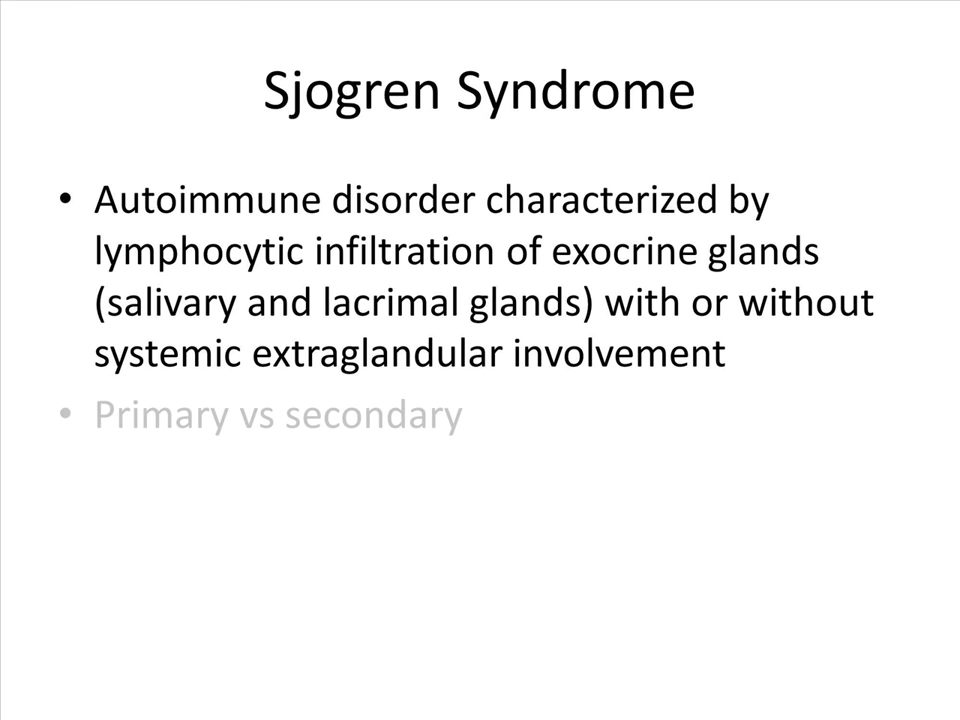 Sjogren Syndrome
• Autoimmune disorder characterized by
lymphocytic infiltration of exocrine glands
(salivary and lacrimal glands) with or without
systemic extraglandular involvement
• Primary vs secondary